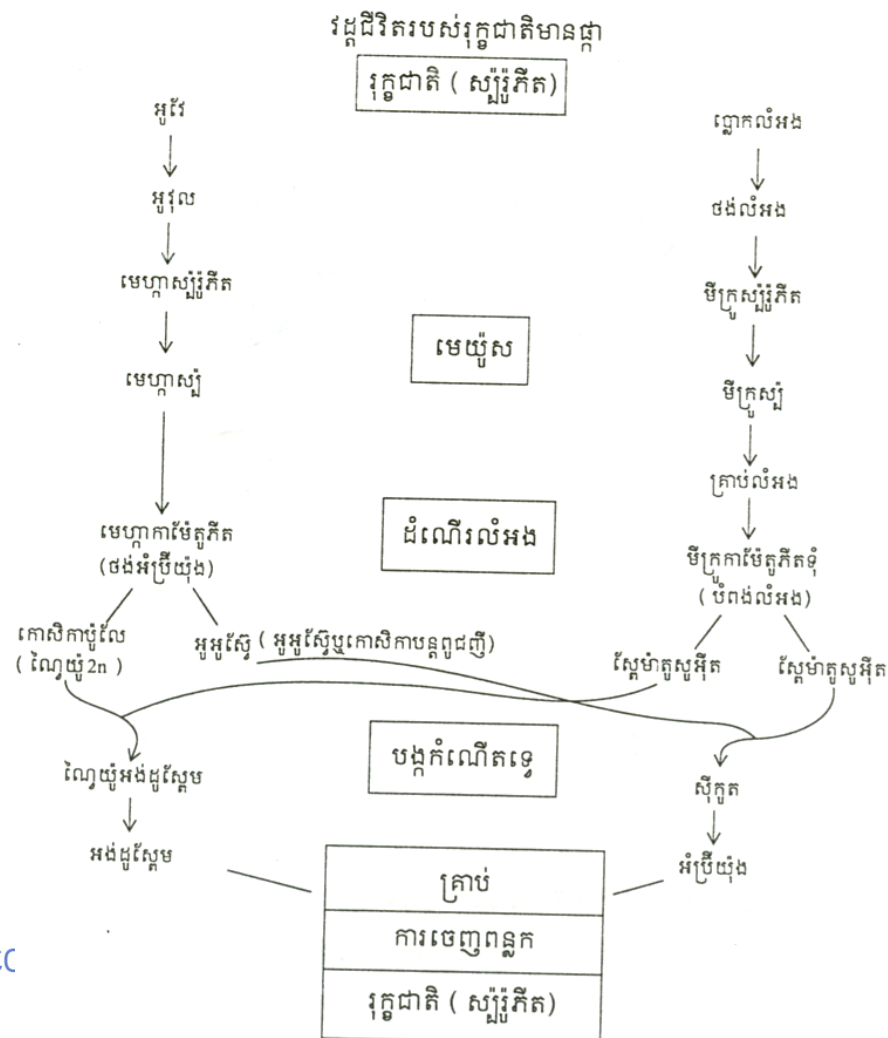 វដ្តជីវិតរបស់រុក្ខជាតិមានផ្កា
រុក្ខជាតិ ( ស្ប៉រ៉ូភីត)
អូវែ
ប្លោកលំអង
អូវុល
ថង់លំអង
មេហ្កាស្ប៉រ៉ូភីត
មីក្រូស្ប៉រ៉ូភីត
មេយ៉ូស
មេហ្កាស្ប៉
មីក្រូស្ប៉
គ្រាប់លំអង
ដំណើរលំអង
មេហ្កាកាម៉ែតូភីត
(ថង់អំប្រ៊ីយ៉ុង)
មីក្រូកាម៉ែតូភីតទុំ
( បំពង់លំអង)
កោសិកាប៉ូលែ
( ណ្វៃយ៉ូ 2n )
អូអូស្ប៊ែ ( អូអូស្ប៊ែឬកោសិកាបន្តពូជញី)
ស្ពែម៉ាតូសូអ៊ីត
ស្ពែម៉ាតូសូអ៊ីត
បង្កកំណើតទ្វេ
ណ្វៃយ៉ូអង់ដូស្ពែម
ស៊ីកូត
អង់ដូស្ពែម
អំប្រ៊ីយ៉ុង
គ្រាប់
ការចេញពន្លក
រុក្ខជាតិ ( ស្ប៉រ៉ូភីត)